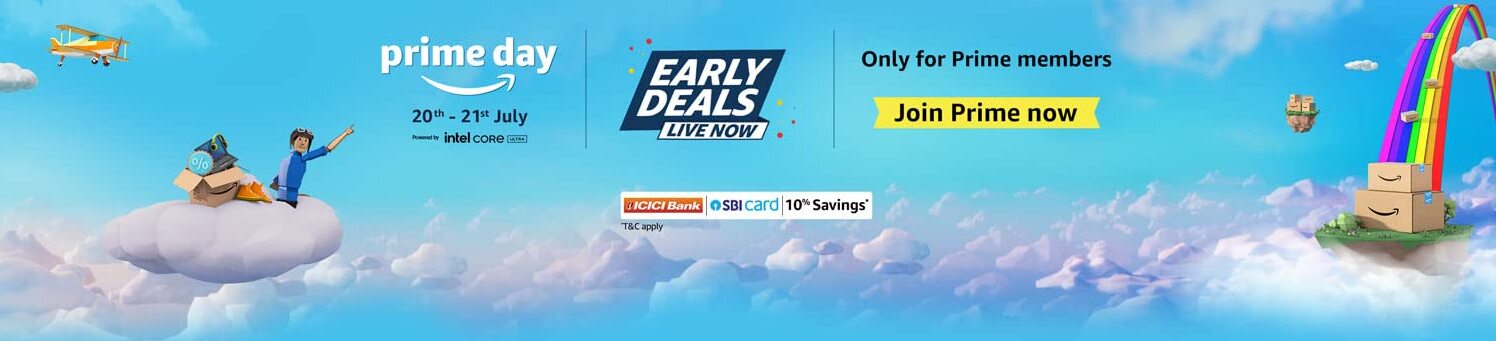 prime day
20th - 21st July
Powered by intel CORE ULTRA
EARLY
DEALS
LIVE NOW
Only for Prime members
Join Prime now
ICICI Bank SBI card 10% Savings*
*T&C apply
%